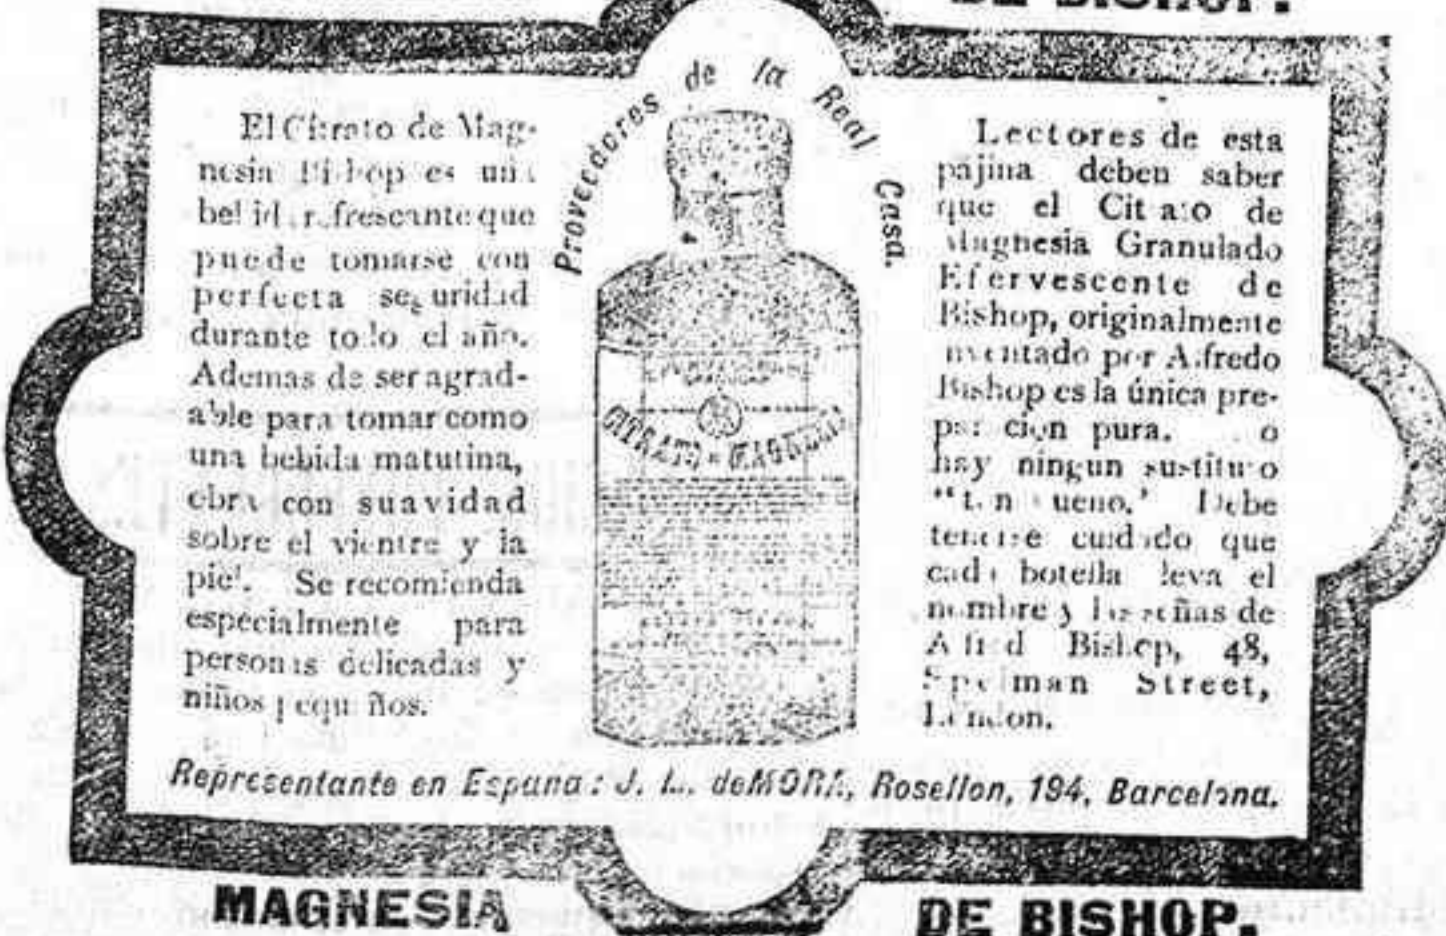 DE BISHOP.
Proveedores de la Real Casa.
El Citrato de Mag-
nesia Bishop es una
bebida refrescante que
puede tomarse con
perfecta seguridad
durante todo el año.
Ademas de ser agrad-
able para tomar como
una bebida matutina,
obra con suavidad
sobre el vientre y la
piel. Se recomienda
especialmente para
personas delicadas y
niños pequeños.
CITRATO DE MAGNESIA
Lectores de esta
pájina deben saber
que el Citrato de
Magnesia Granulado
Efervescente de
Bishop, originalmente
inventado por Alfredo
Bishop es la única pre-
paracion pura.
hay ningun sustituto
Debe
tenerse cuidado que
cada botella leva el
nombre y las señas de
Alfred Bishop, 48,
Spelman Street,
London.
Representante en Espana: J. L. deMORA, Rosellon, 194, Barcelona.
MAGNESIA DE BISHOP.